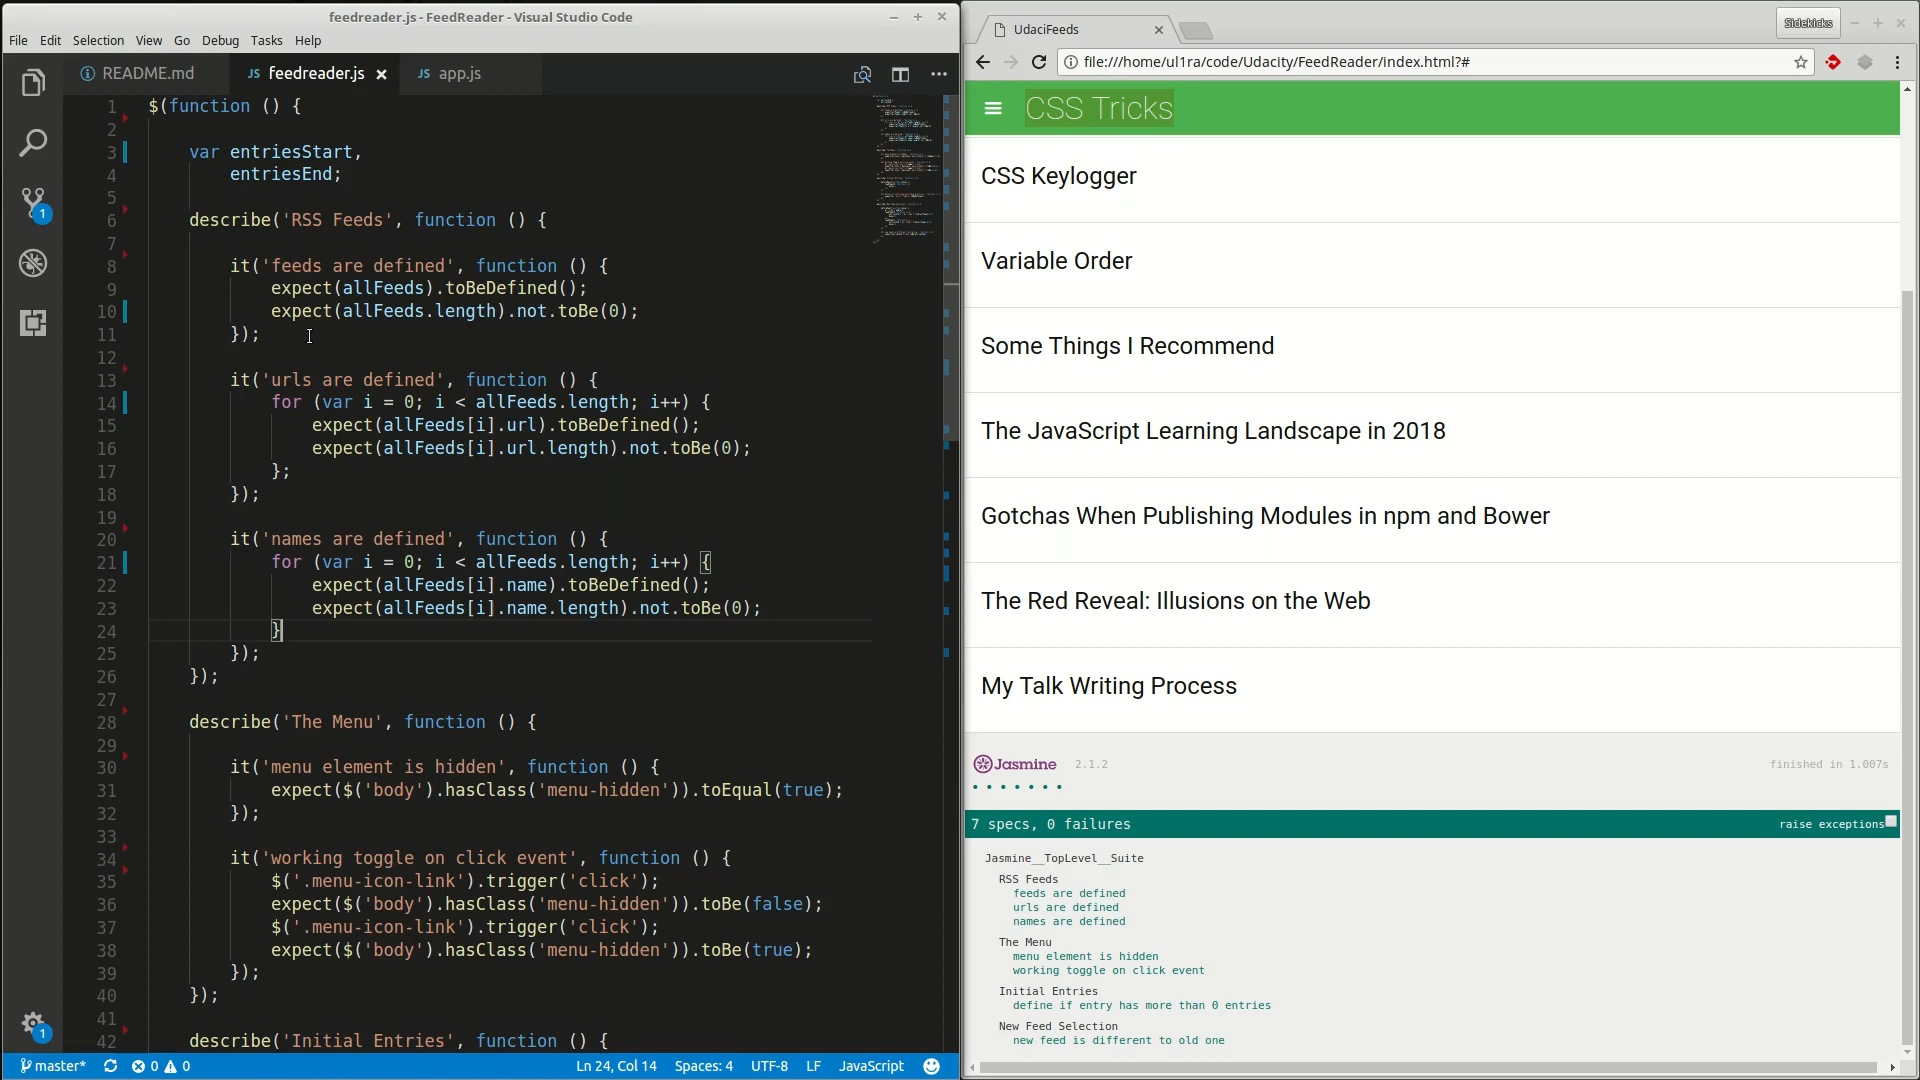 feedreader.js - FeedReader - Visual Studio Code
File Edit Selection View Go Debug Tasks Help
README.md
JS feedreader.js
JS app.js
1 $(function () {
2
3 var entriesStart,
4 entriesEnd;
5
6 describe('RSS Feeds', function () {
7
8 it('feeds are defined', function () {
9 expect(allFeeds).toBeDefined();
10 expect(allFeeds.length).not.toBe(0);
11 });
12
13 it('urls are defined', function () {
14 for (var i = 0; i < allFeeds.length; i++) {
15 expect(allFeeds[i].url).toBeDefined();
16 expect(allFeeds[i].url.length).not.toBe(0);
17 };
18 });
19
20 it('names are defined', function () {
21 for (var i = 0; i < allFeeds.length; i++) {
22 expect(allFeeds[i].name).toBeDefined();
23 expect(allFeeds[i].name.length).not.toBe(0);
24 }
25 });
26 });
27
28 describe('The Menu', function () {
29
30 it('menu element is hidden', function () {
31 expect($('body').hasClass('menu-hidden')).toEqual(true);
32 });
33
34 it('working toggle on click event', function () {
35 $('.menu-icon-link').trigger('click');
36 expect($('body').hasClass('menu-hidden')).toBe(false);
37 $('.menu-icon-link').trigger('click');
38 expect($('body').hasClass('menu-hidden')).toBe(true);
39 });
40 });
41
42 describe('Initial Entries', function () {
1
1
master* 0 0 Ln 24, Col 14 Spaces: 4 UTF-8 LF JavaScript
UdaciFeeds
Sidekicks
file:///home/ul1ra/code/Udacity/FeedReader/index.html?#
CSS Tricks
CSS Keylogger
Variable Order
Some Things I Recommend
The JavaScript Learning Landscape in 2018
Gotchas When Publishing Modules in npm and Bower
The Red Reveal: Illusions on the Web
My Talk Writing Process
Jasmine 2.1.2 finished in 1.007s
7 specs, 0 failures raise exceptions
Jasmine__TopLevel__Suite
RSS Feeds
feeds are defined
urls are defined
names are defined
The Menu
menu element is hidden
working toggle on click event
Initial Entries
define if entry has more than 0 entries
New Feed Selection
new feed is different to old one